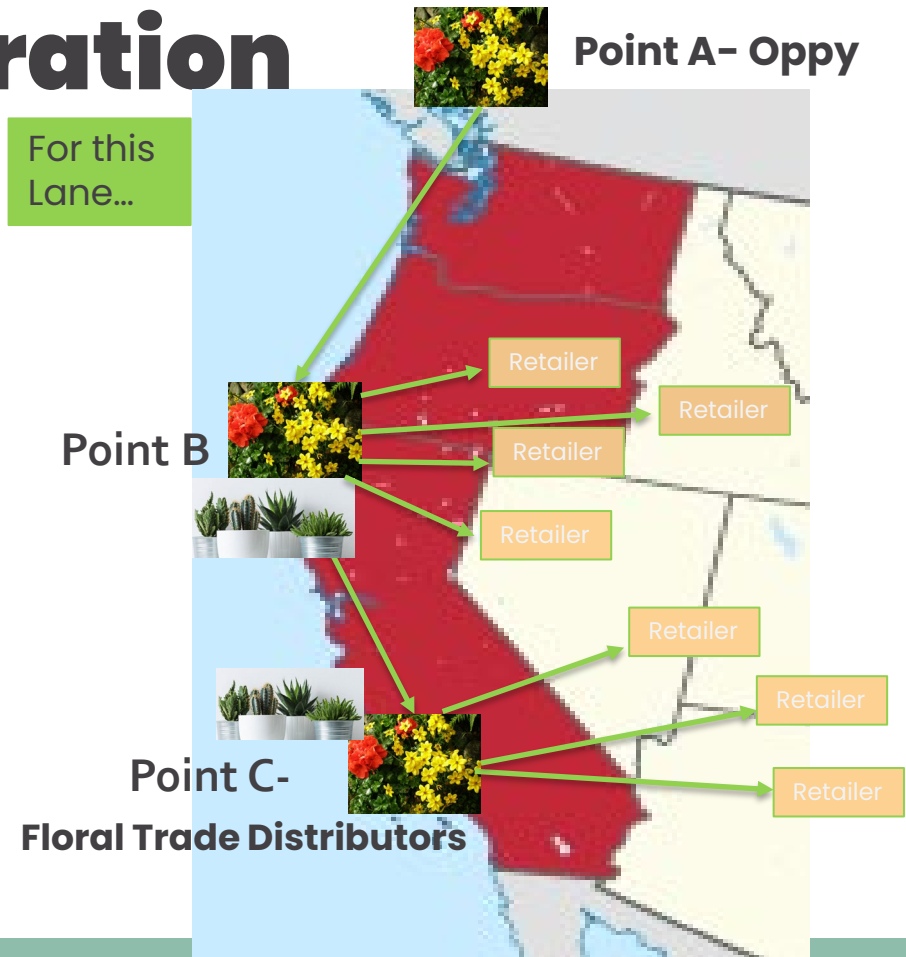 ration
Point A- Oppy
For this
Lane...
Retailer
Retailer
Point B
Retailer
Retailer
Retailer
Retailer
Point C-
Retailer
Floral Trade Distributors